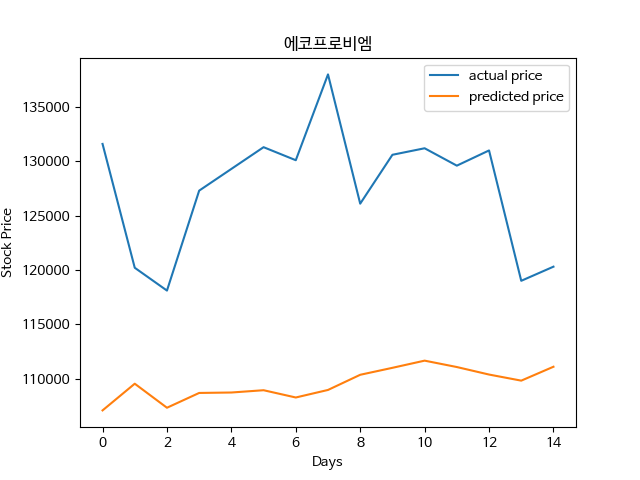 에코프로비엠
actual price
predicted price
Stock Price
135000
130000
125000
120000
115000
110000
0 2 4 6 8 10 12 14
Days